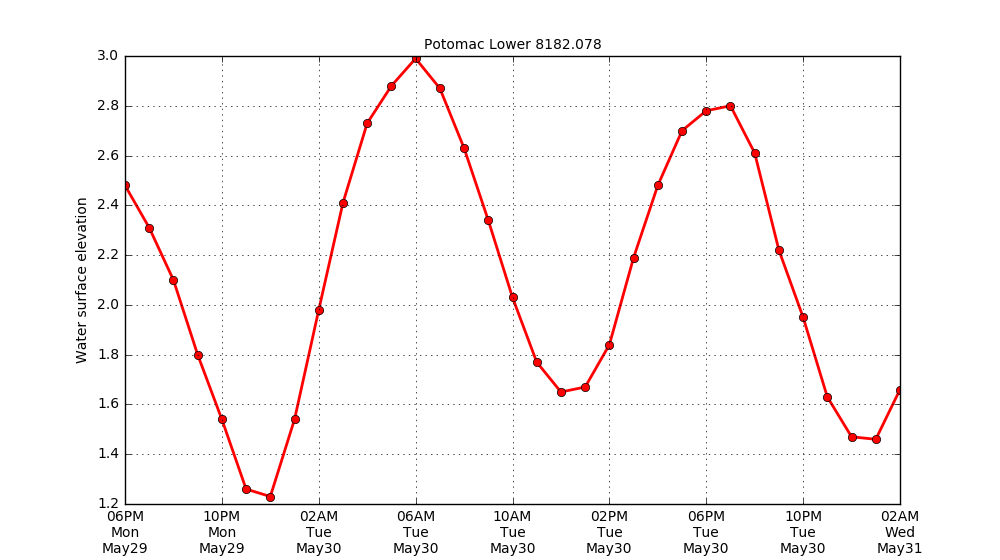 Potomac Lower 8182.078
Water surface elevation
3.0
2.8
2.6
2.4
2.2
2.0
1.8
1.6
1.4
1.2
06PM 10PM 02AM 06AM 10AM 02PM 06PM 10PM 02AM
Mon Mon Tue Tue Tue Tue Tue Tue Wed
May29 May29 May30 May30 May30 May30 May30 May30 May31